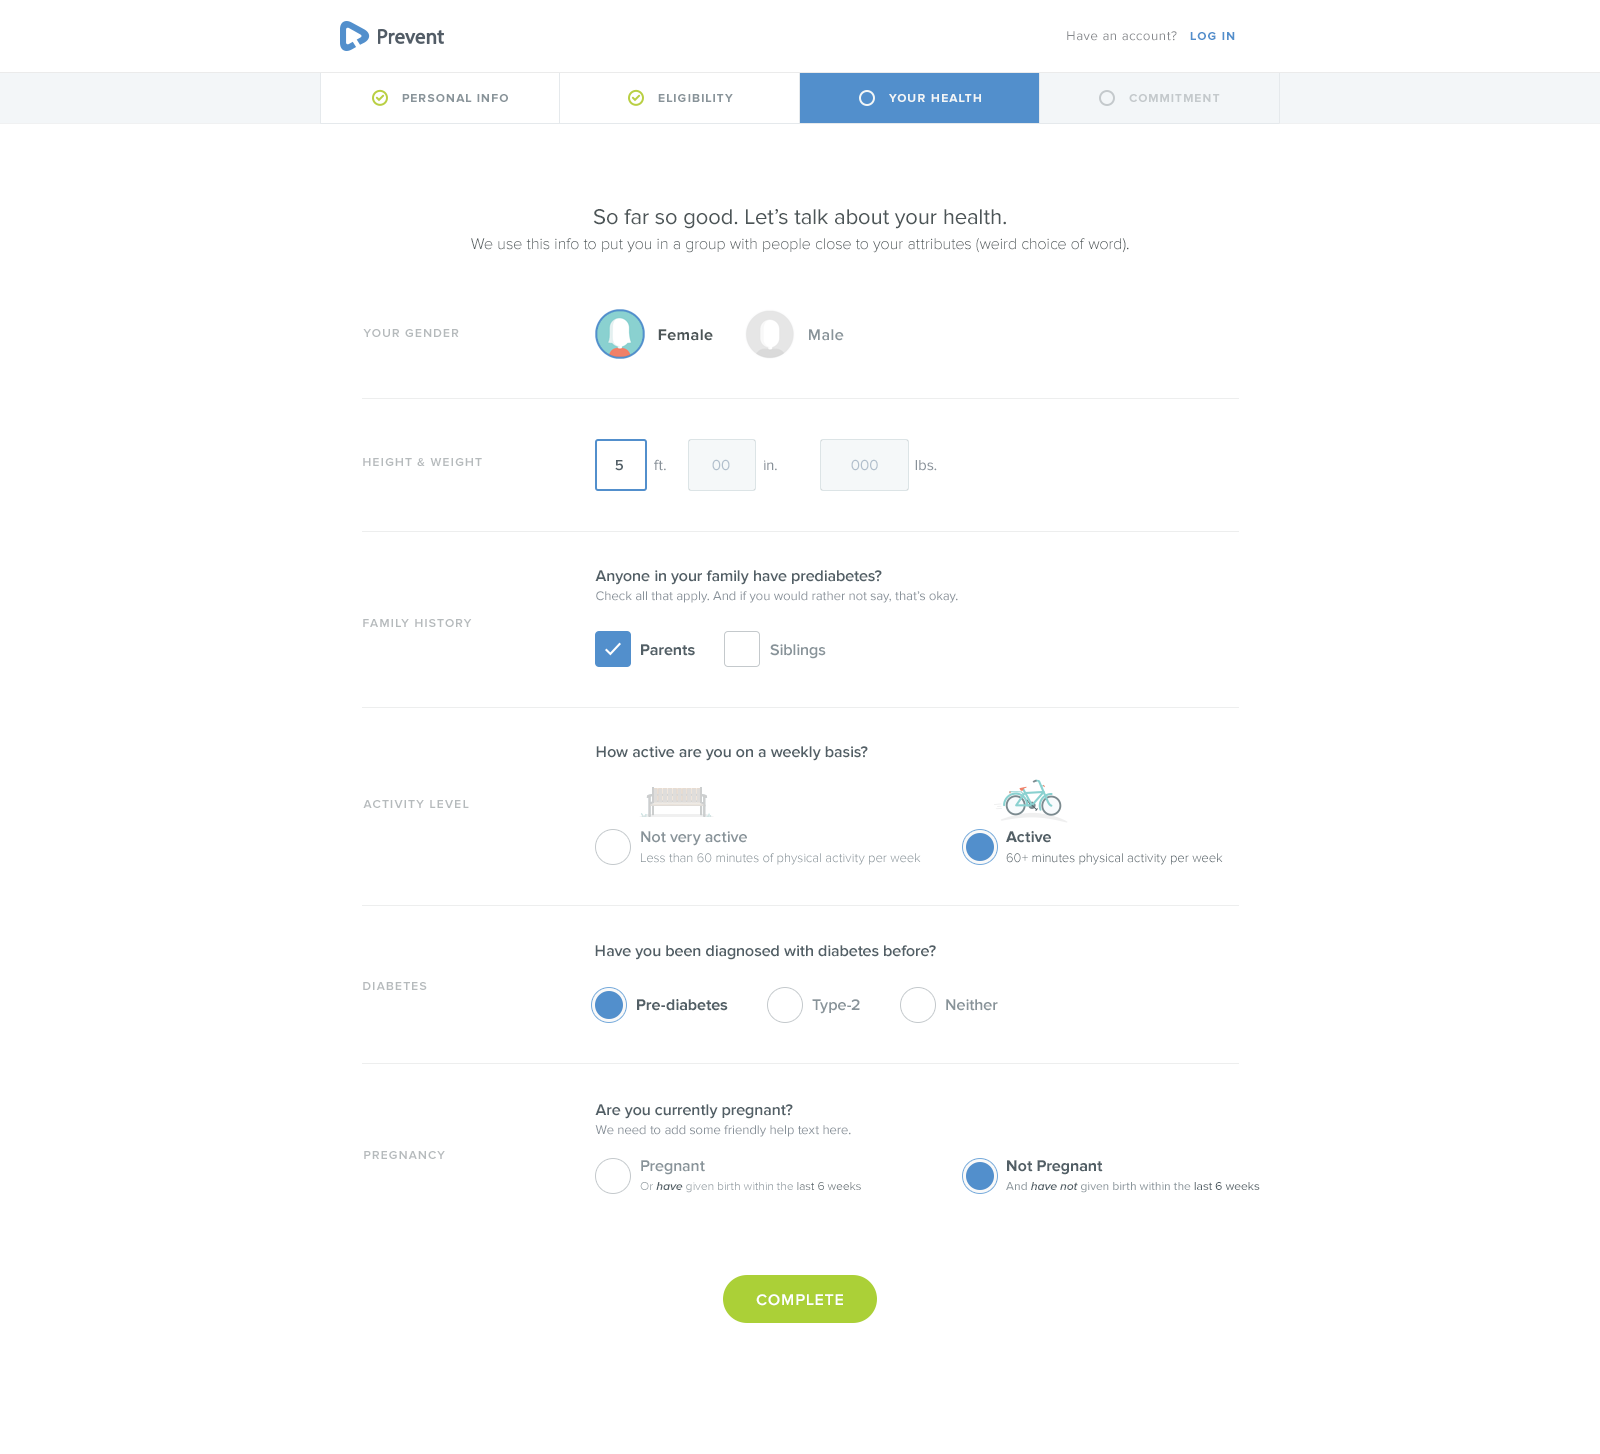 Prevent
Have an account? LOG IN
PERSONAL INFO
ELIGIBILITY
YOUR HEALTH
COMMITMENT
So far so good. Let’s talk about your health.
We use this info to put you in a group with people close to your attributes (weird choice of word).
YOUR GENDER
Female
Male
HEIGHT & WEIGHT
5 ft.
00 in.
000 lbs.
FAMILY HISTORY
Anyone in your family have prediabetes?
Check all that apply. And if you would rather not say, that’s okay.
Parents
Siblings
ACTIVITY LEVEL
How active are you on a weekly basis?
Not very active
Less than 60 minutes of physical activity per week
Active
60+ minutes physical activity per week
DIABETES
Have you been diagnosed with diabetes before?
Pre-diabetes
Type-2
Neither
PREGNANCY
Are you currently pregnant?
We need to add some friendly help text here.
Pregnant
Or have given birth within the last 6 weeks
Not Pregnant
And have not given birth within the last 6 weeks
COMPLETE